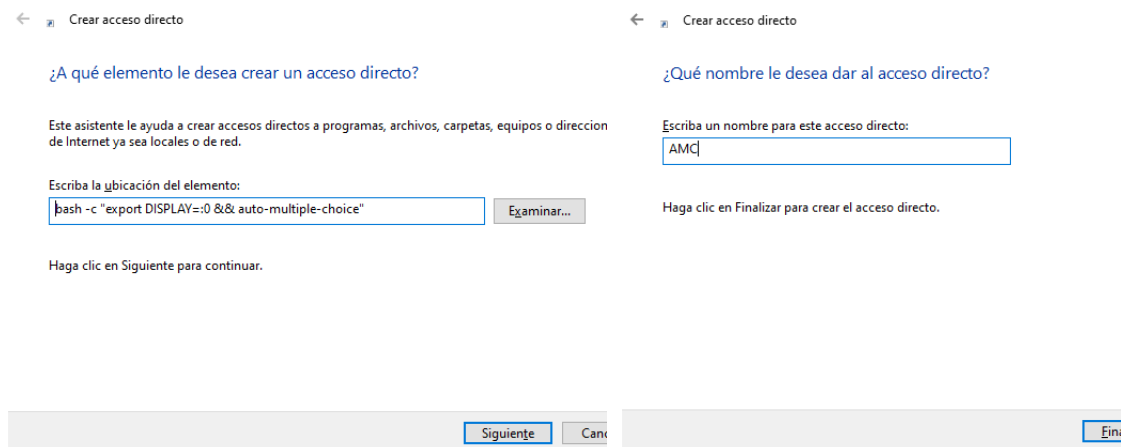 Crear acceso directo
¿A qué elemento le desea crear un acceso directo?
Este asistente le ayuda a crear accesos directos a programas, archivos, carpetas, equipos o direccion
de Internet ya sea locales o de red.
Escriba la ubicación del elemento:
bash -c "export DISPLAY=:0 && auto-multiple-choice"
Examinar...
Haga clic en Siguiente para continuar.
Siguiente
Canc
Crear acceso directo
¿Qué nombre le desea dar al acceso directo?
Escriba un nombre para este acceso directo:
AMC
Haga clic en Finalizar para crear el acceso directo.
Fina